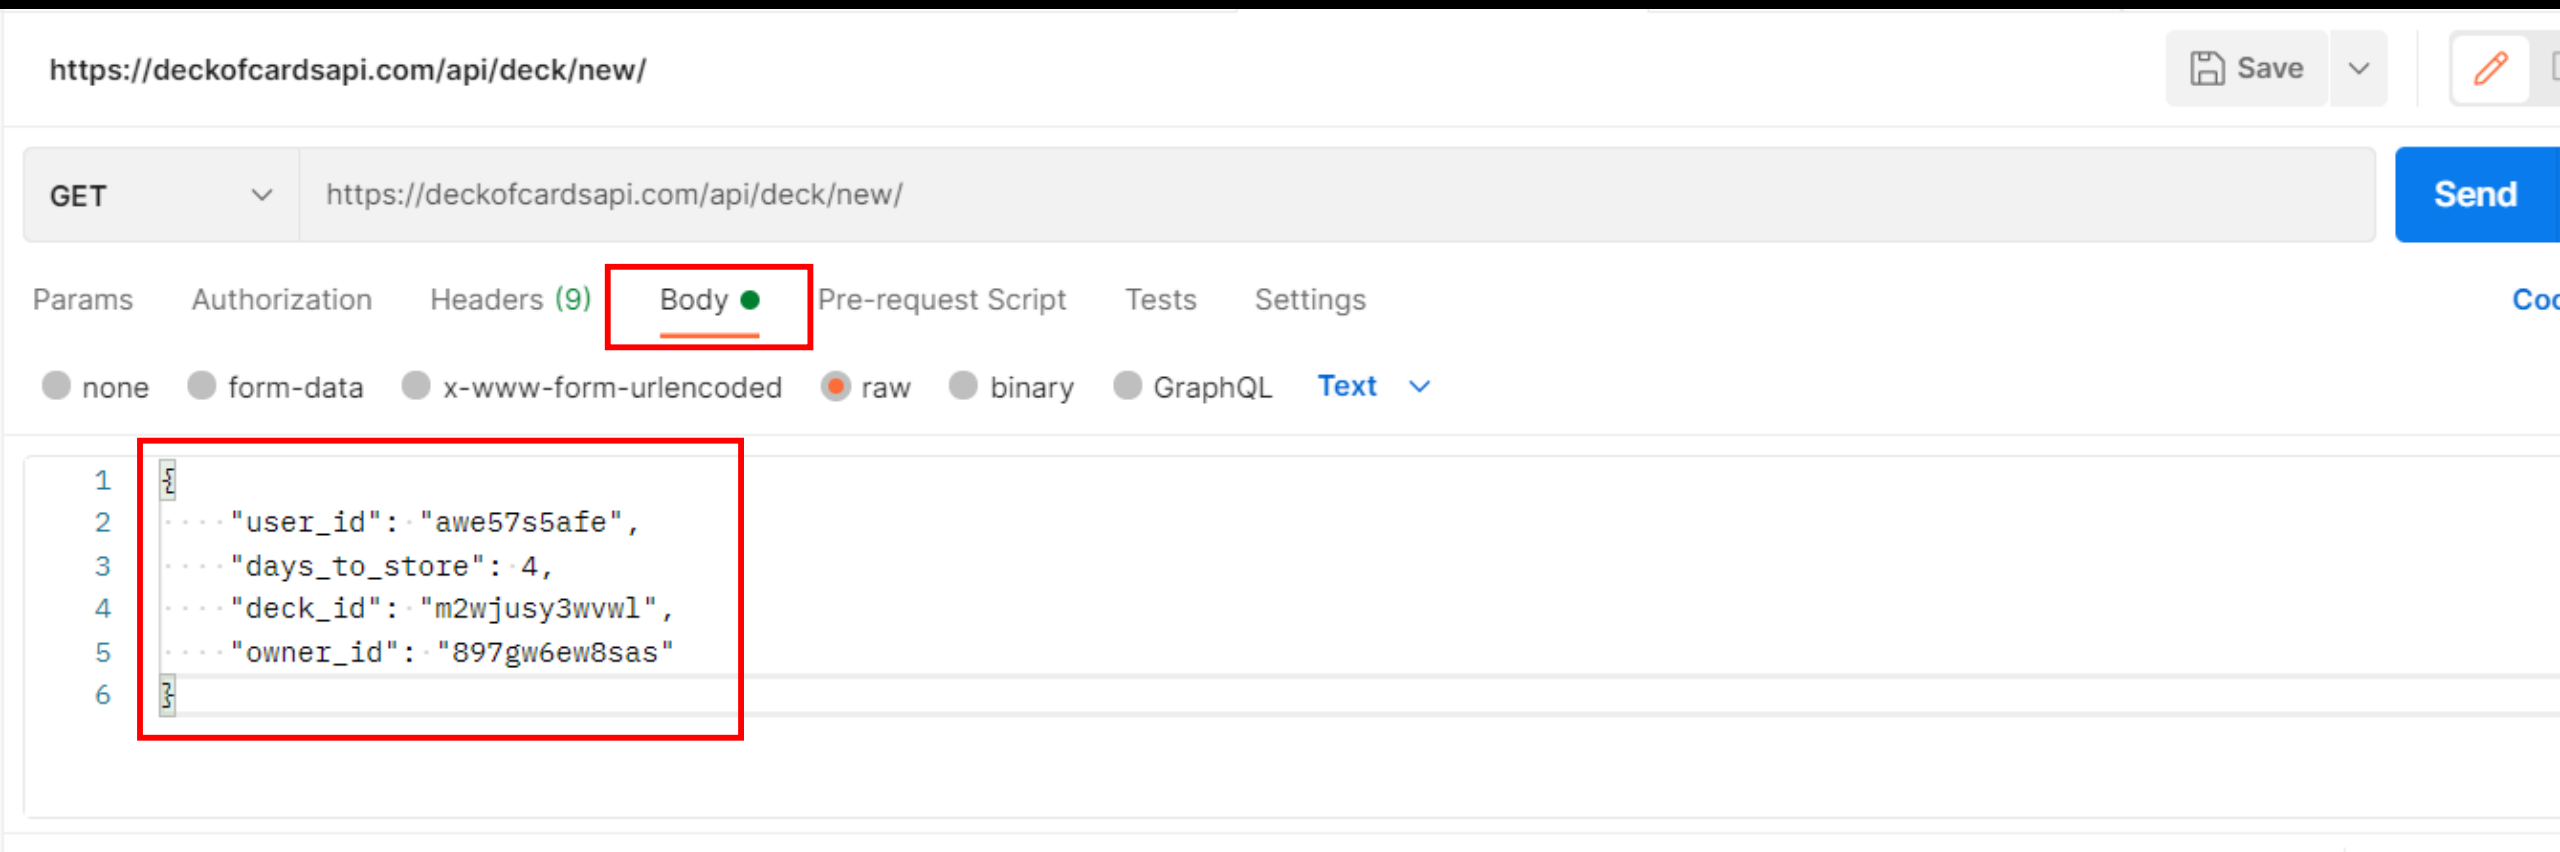 https://deckofcardsapi.com/api/deck/new/
Save
GET
https://deckofcardsapi.com/api/deck/new/
Send
Params Authorization Headers (9) Body Pre-request Script Tests Settings
none form-data x-www-form-urlencoded raw binary GraphQL Text
1 {
2 "user_id": "awe57s5afe",
3 "days_to_store": 4,
4 "deck_id": "m2wjusy3wvwl",
5 "owner_id": "897gw6ew8sas"
6 }